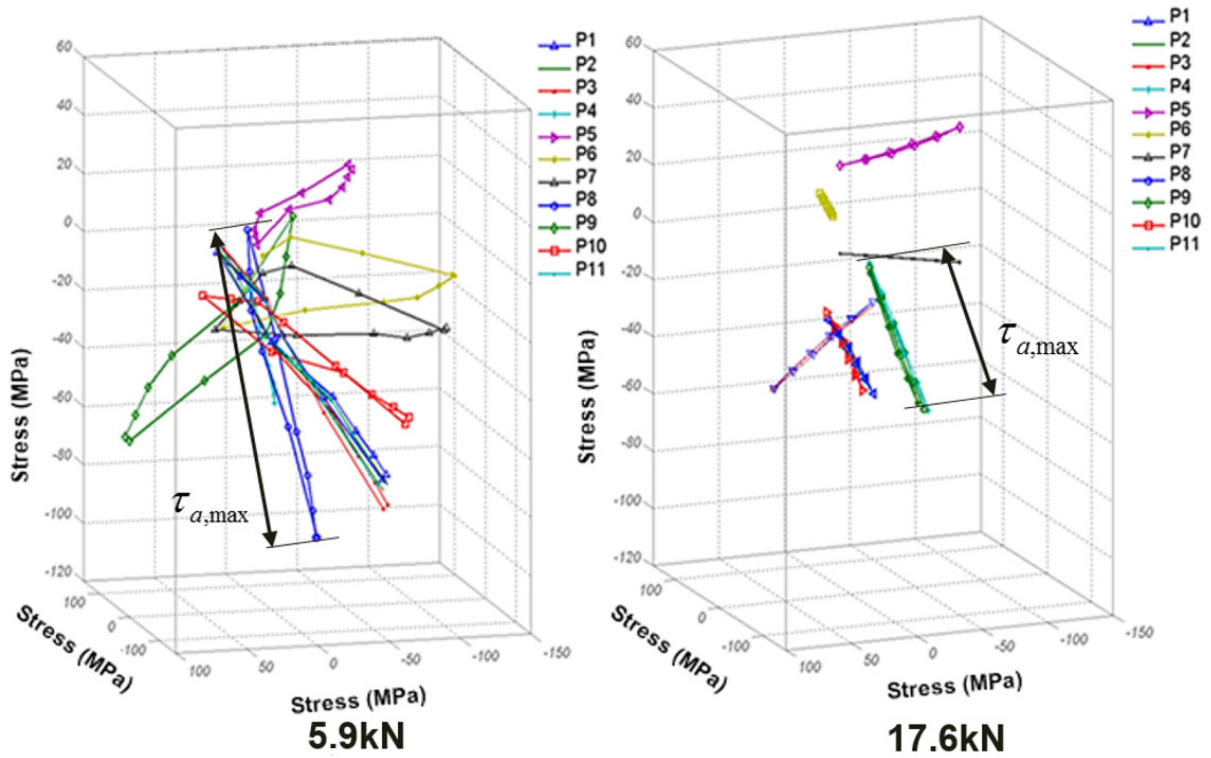 60
40
20
0
-20
-40
-60
-80
-100
-120
Stress (MPa)
100
0
-100
Stress (MPa)
100
50
0
-50
-100
-150
Stress (MPa)
P1
P2
P3
P4
P5
P6
P7
P8
P9
P10
P11
τa,max
5.9kN
60
40
20
0
-20
-40
-60
-80
-100
-120
Stress (MPa)
100
0
-100
Stress (MPa)
100
50
0
-50
-100
-150
Stress (MPa)
P1
P2
P3
P4
P5
P6
P7
P8
P9
P10
P11
τa,max
17.6kN